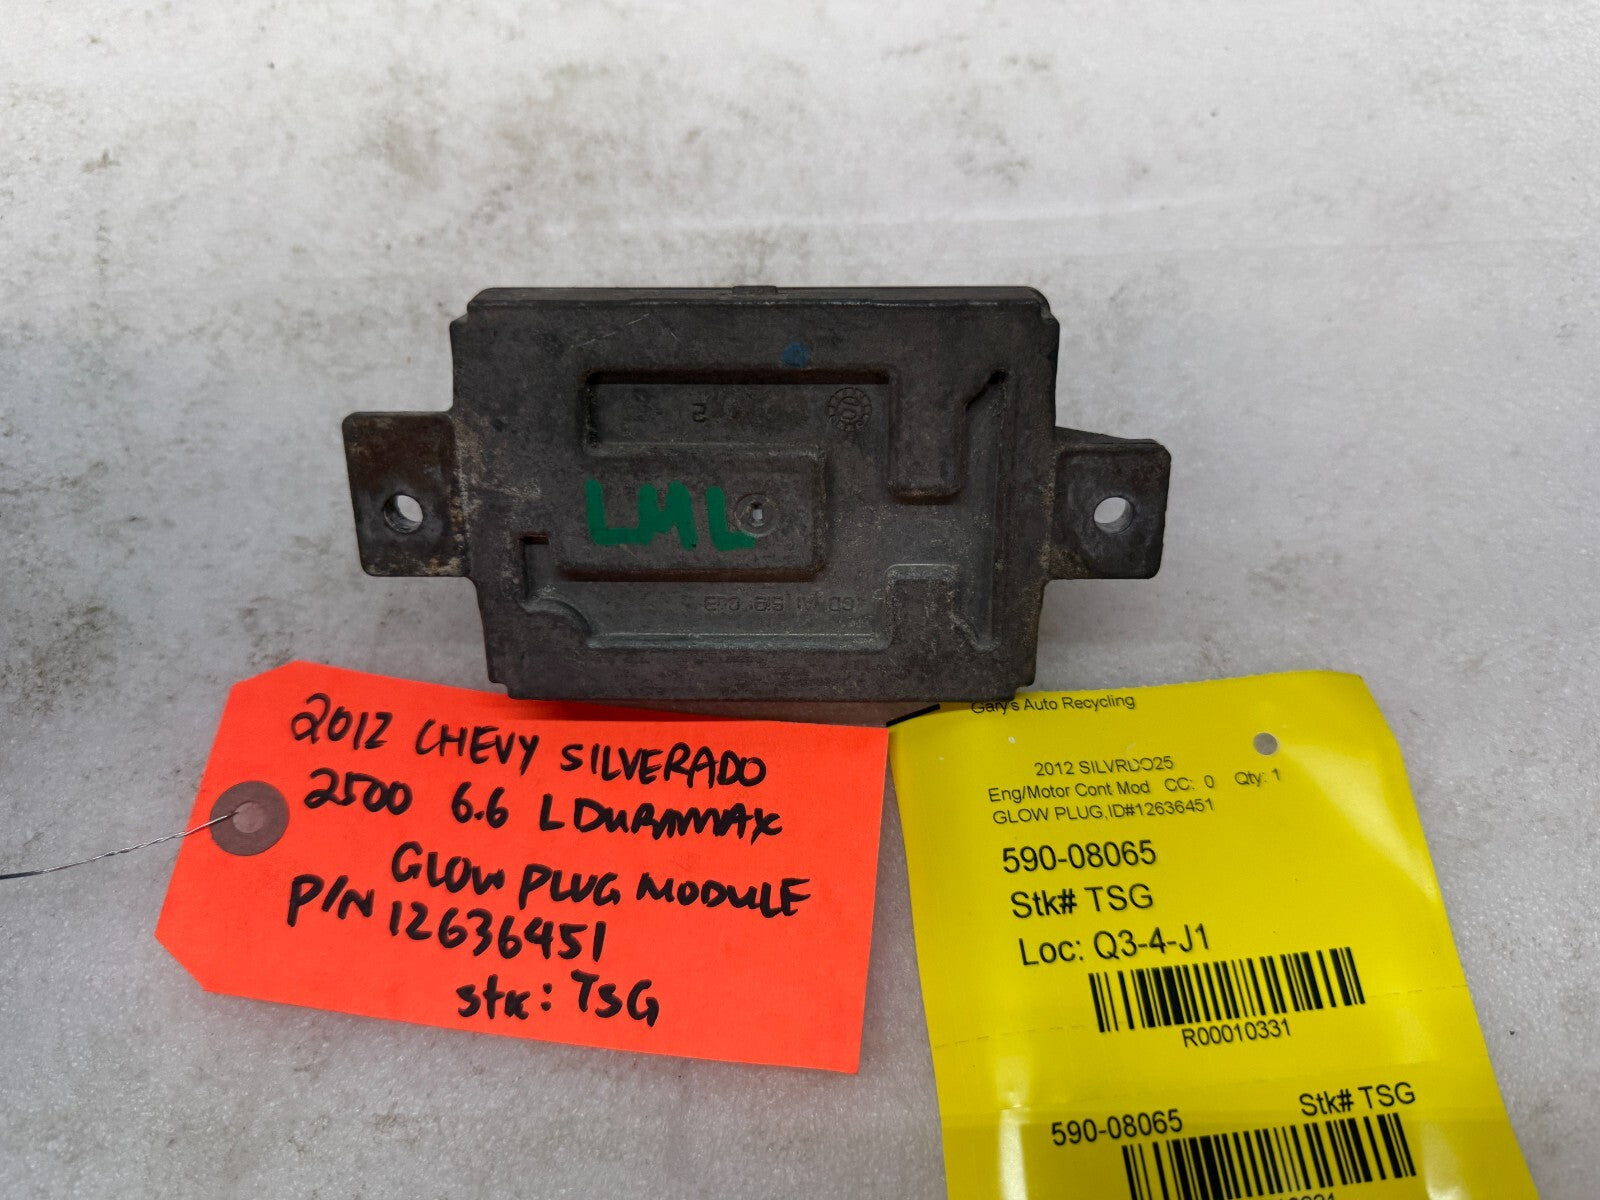 LML
2012 CHEVY SILVERADO
2500 6.6 L DURAMAX
GLOW PLUG MODULE
P/N 12636451
Stk: TSG
Gary's Auto Recycling
2012 SILVRDO25
Eng/Motor Cont Mod CC: 0 Qty: 1
GLOW PLUG,ID#12636451
590-08065
Stk# TSG
Loc: Q3-4-J1
R00010331
590-08065 Stk# TSG